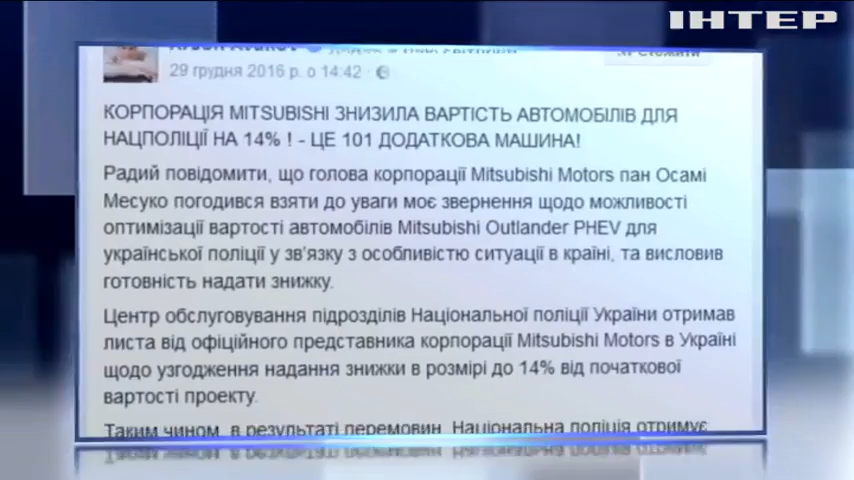 ІНТЕР
29 грудня 2016 р. о 14:42
КОРПОРАЦІЯ MITSUBISHI ЗНИЗИЛА ВАРТІСТЬ АВТОМОБІЛІВ ДЛЯ
НАЦПОЛІЦІЇ НА 14% ! - ЦЕ 101 ДОДАТКОВА МАШИНА!
Радий повідомити, що голова корпорації Mitsubishi Motors пан Осамі
Месуко погодився взяти до уваги моє звернення щодо можливості
оптимізації вартості автомобілів Mitsubishi Outlander PHEV для
української поліції у зв'язку з особливістю ситуації в країні, та висловив
готовність надати знижку.
Центр обслуговування підрозділів Національної поліції України отримав
листа від офіційного представника корпорації Mitsubishi Motors в Україні
щодо узгодження надання знижки в розмірі до 14% від початкової
вартості проекту.
Таким чином, в результаті перемовин, Національна поліція отримує